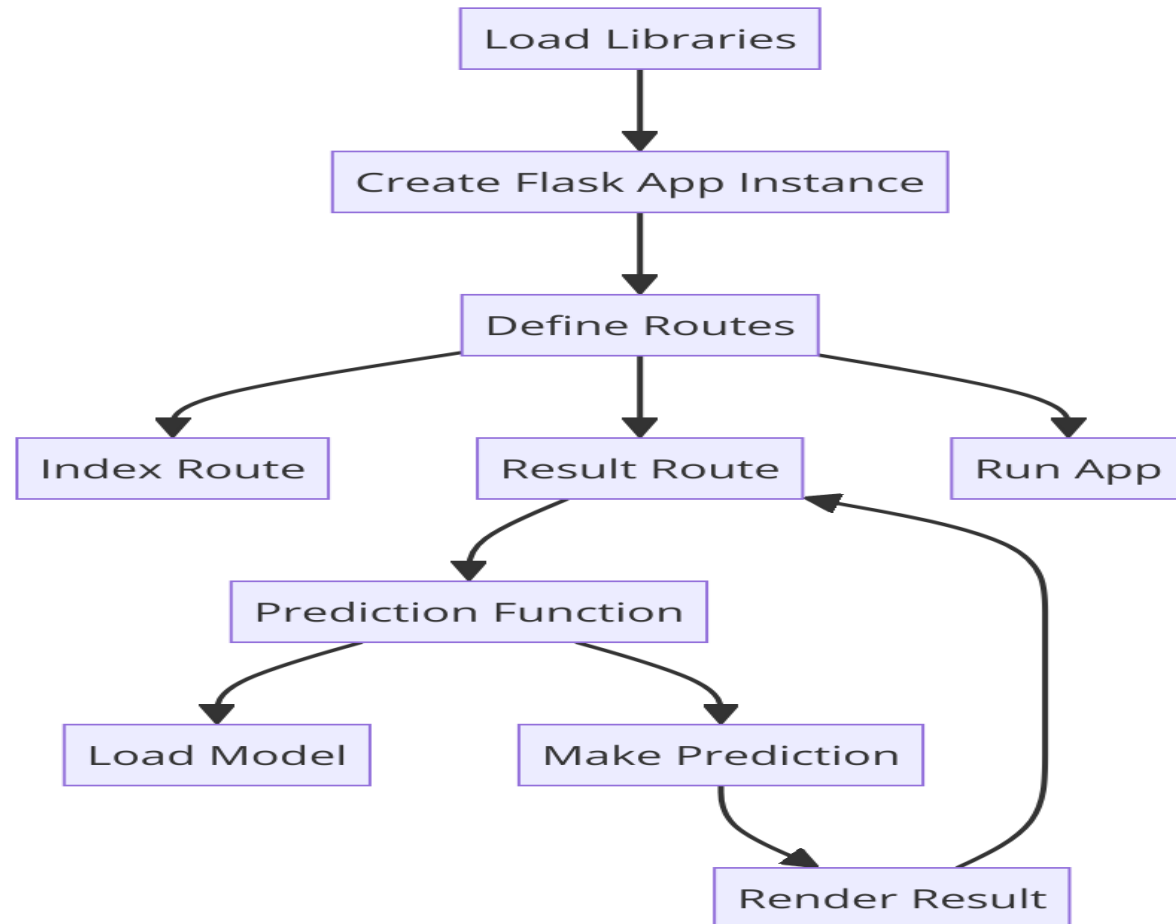 Load Libraries
Create Flask App Instance
Define Routes
Index Route
Result Route
Run App
Prediction Function
Load Model
Make Prediction
Render Result